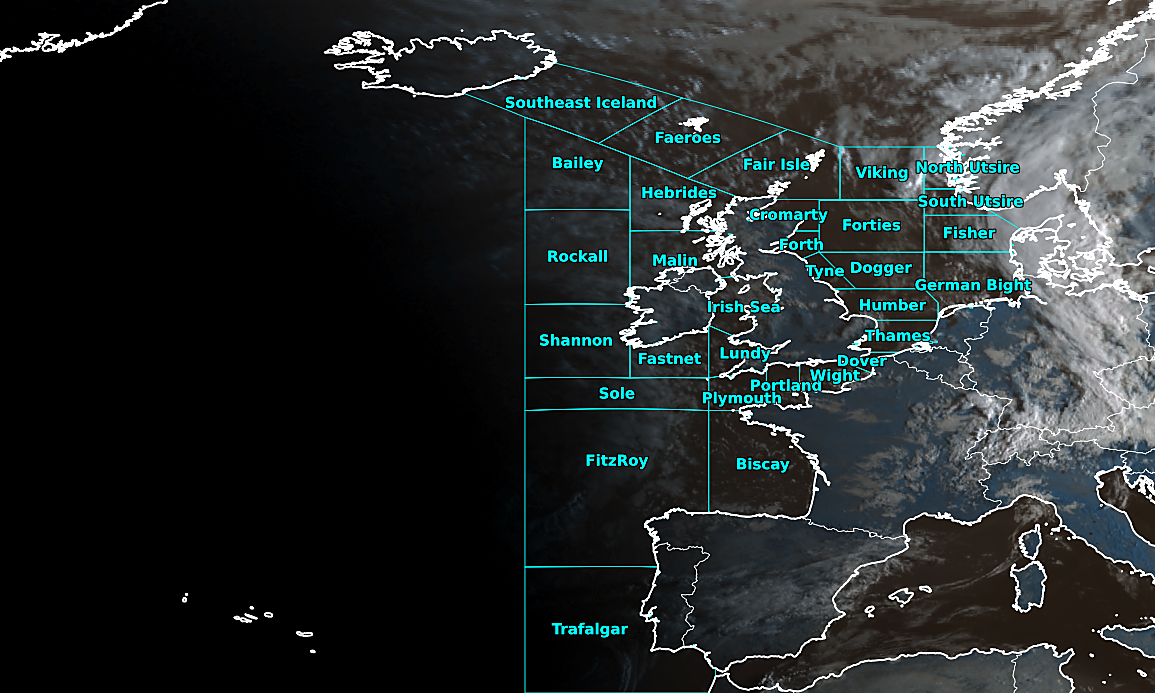 Southeast Iceland
Faeroes
Bailey
Fair Isle
North Utsire
Viking
Hebrides
South Utsire
Cromarty
Forties
Fisher
Forth
Rockall
Malin
Tyne
Dogger
German Bight
Irish Sea
Humber
Thames
Shannon
Fastnet
Lundy
Dover
Wight
Portland
Sole
Plymouth
FitzRoy
Biscay
Trafalgar